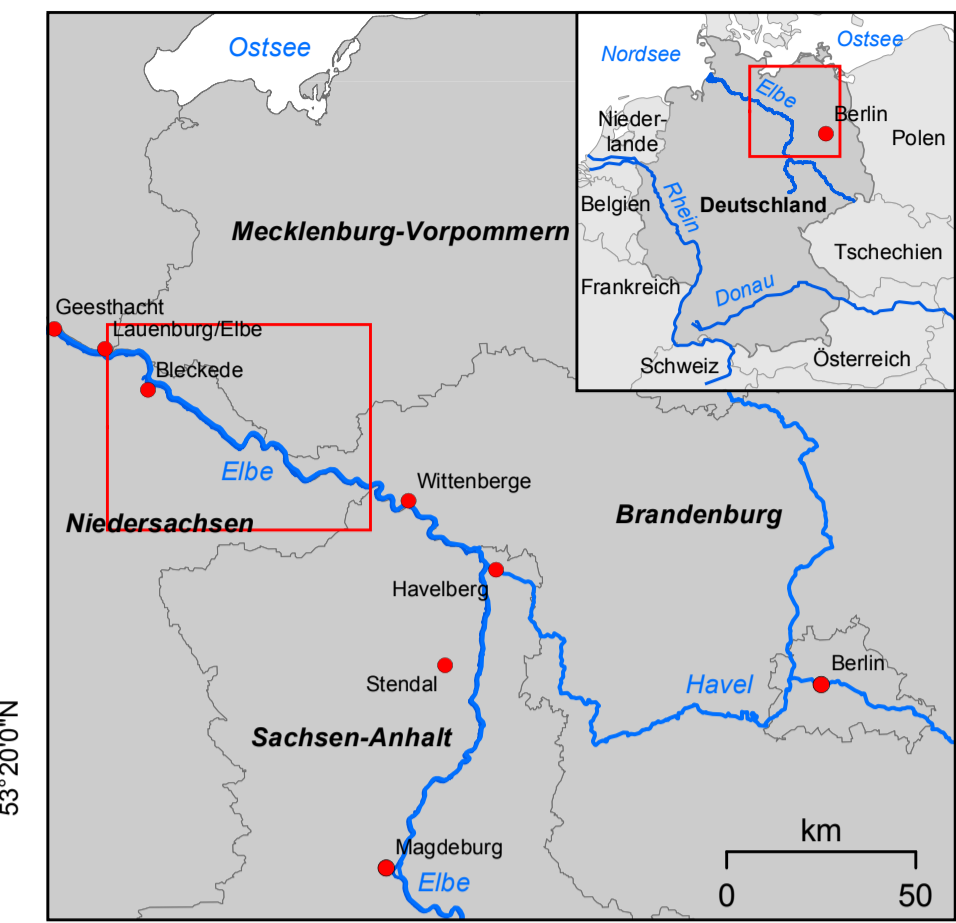 Ostsee
Nordsee
Ostsee
Elbe
Berlin
Nieder-
lande
Polen
Belgien
Rhein
Deutschland
Tschechien
Frankreich
Donau
Schweiz
Österreich
Mecklenburg-Vorpommern
Geesthacht
Lauenburg/Elbe
Bleckede
Elbe
Wittenberge
Niedersachsen
Brandenburg
Havelberg
Berlin
Stendal
Havel
Sachsen-Anhalt
53°20'0"N
km
Magdeburg
Elbe
0 50